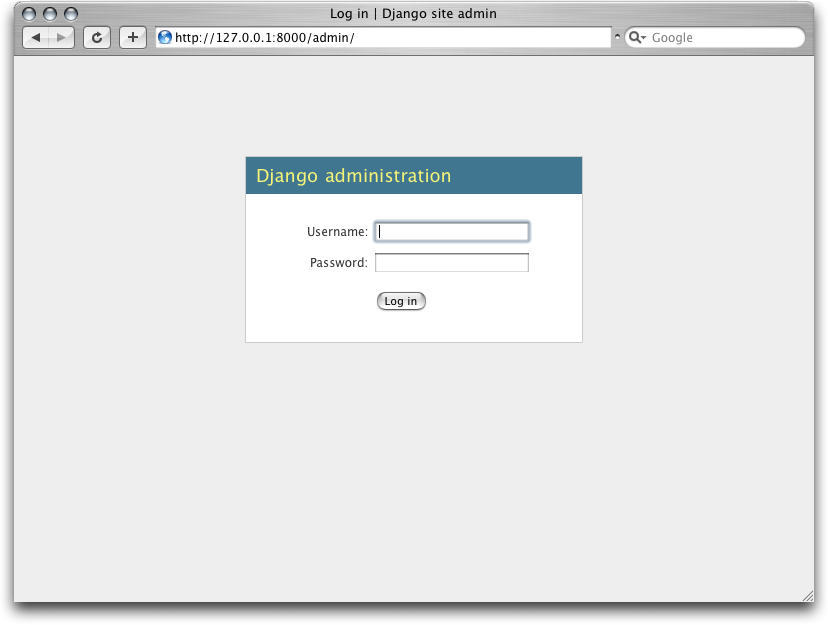 Log in | Django site admin
http://127.0.0.1:8000/admin/
Google
Django administration
Username:
Password:
Log in